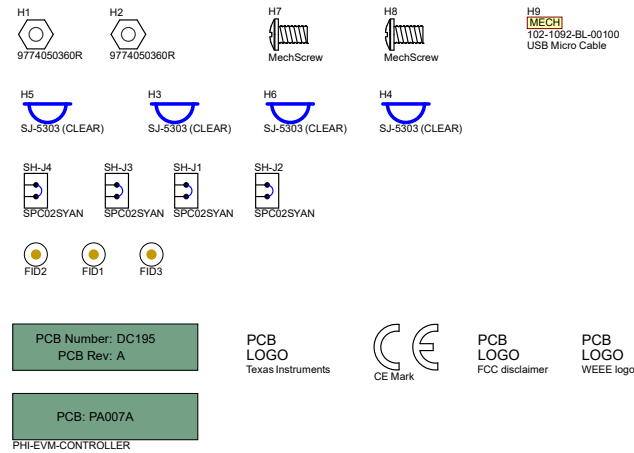 H1
H2
H7
H8
H9
MECH
102-1092-BL-00100
USB Micro Cable
9774050360R
9774050360R
MechScrew
MechScrew
H5
H3
H6
H4
SJ-5303 (CLEAR)
SJ-5303 (CLEAR)
SJ-5303 (CLEAR)
SJ-5303 (CLEAR)
SH-J4
SH-J3
SH-J1
SH-J2
SPC02SYAN
SPC02SYAN
SPC02SYAN
SPC02SYAN
FID2
FID1
FID3
PCB Number: DC195
PCB Rev: A
PCB
LOGO
Texas Instruments
CE
CE Mark
PCB
LOGO
FCC disclaimer
PCB
LOGO
WEEE logo
PCB: PA007A
PHI-EVM-CONTROLLER